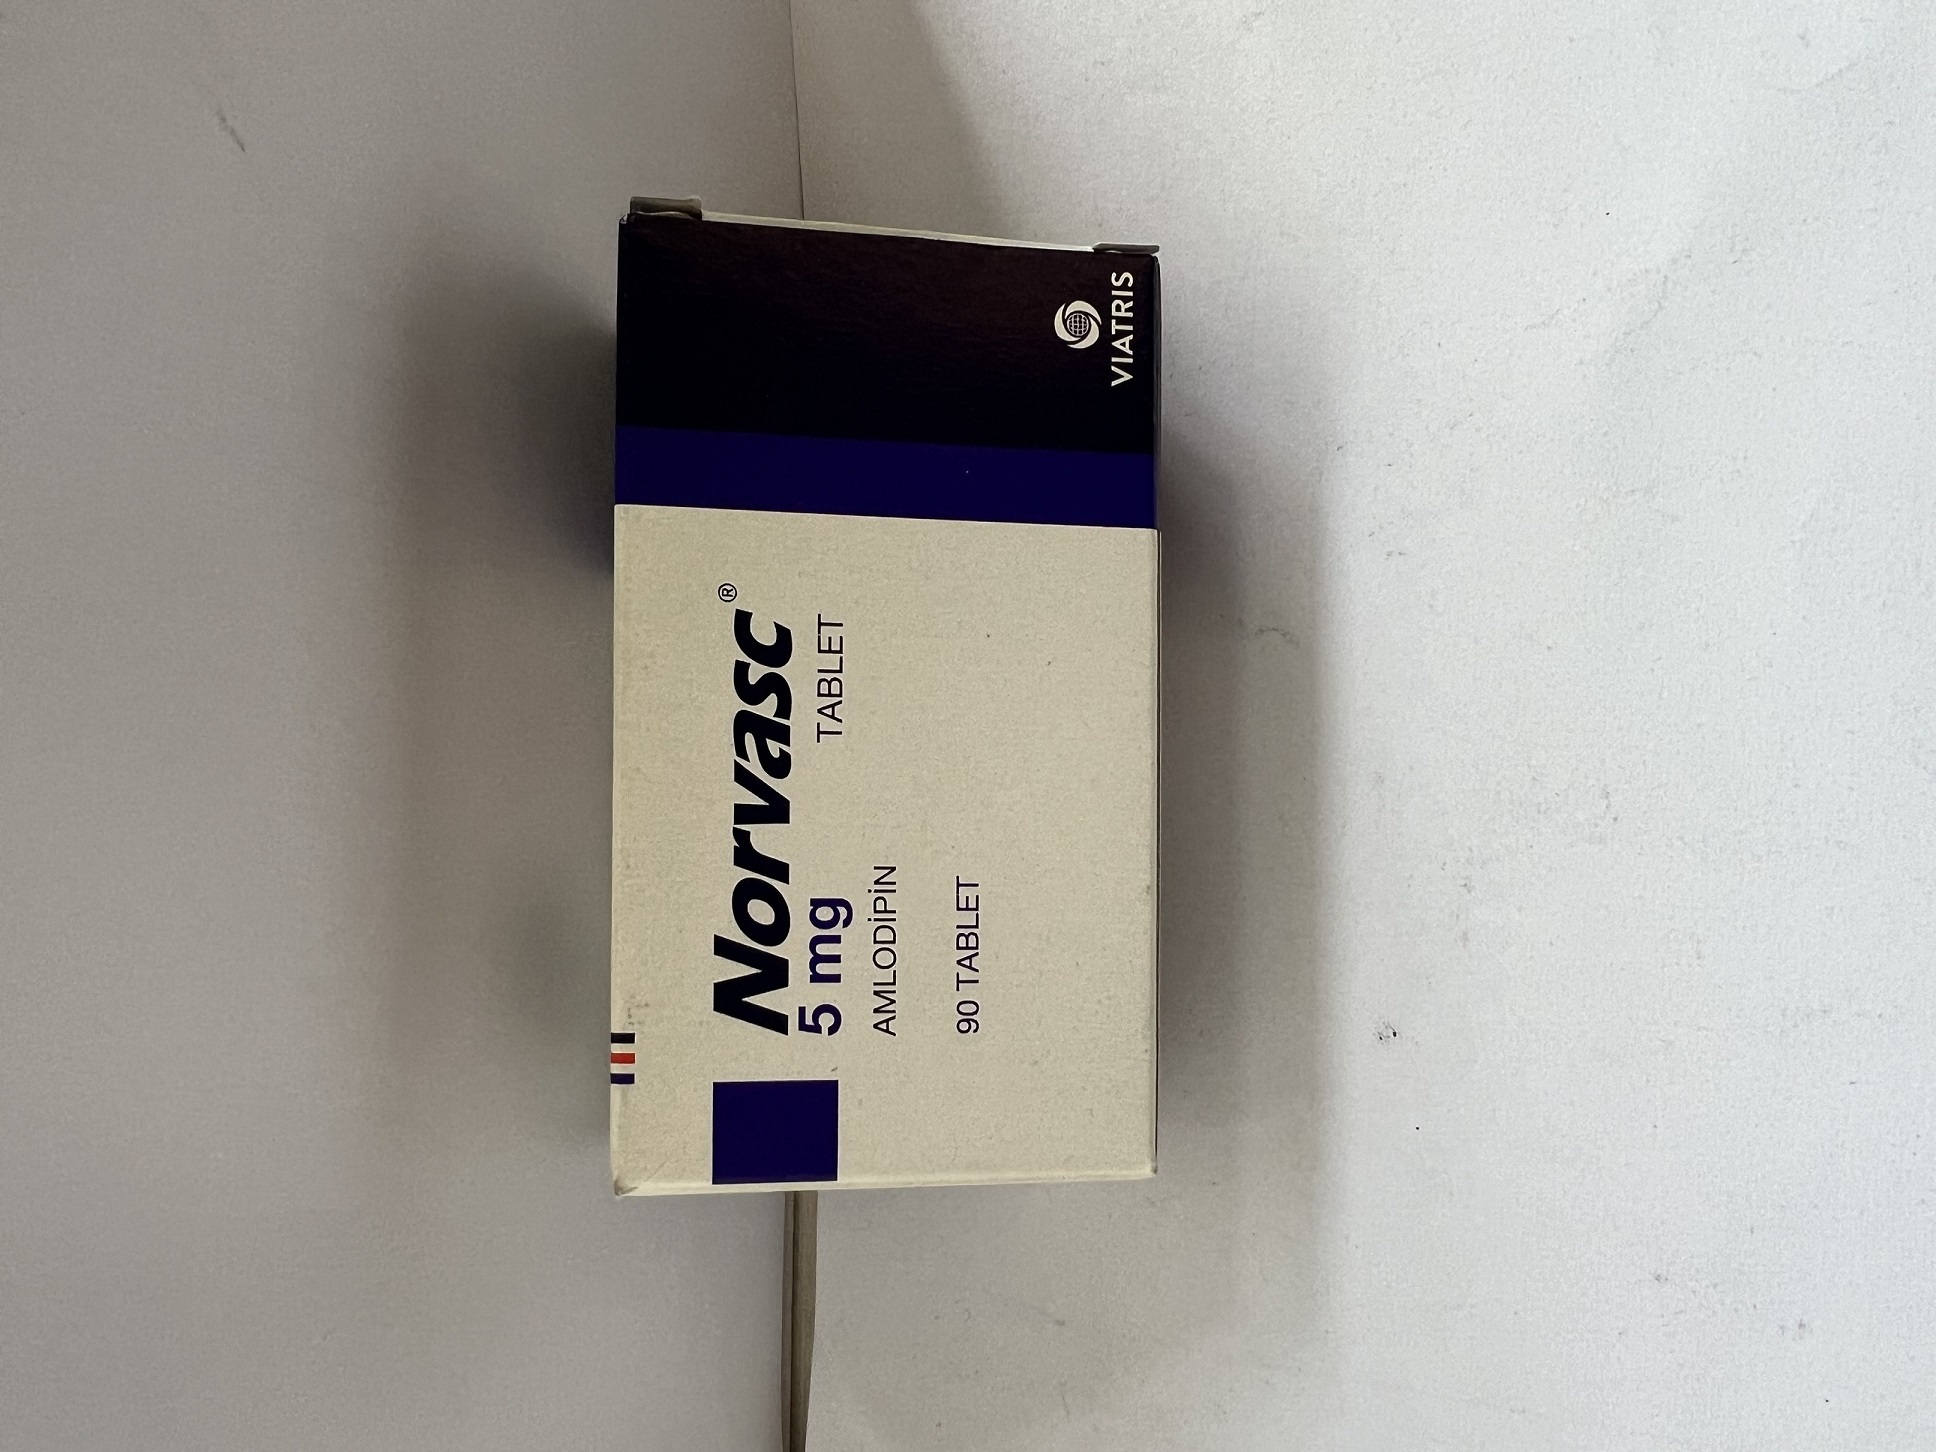 Norvasc®
5 mg TABLET
AMLODİPİN
90 TABLET
VIATRIS